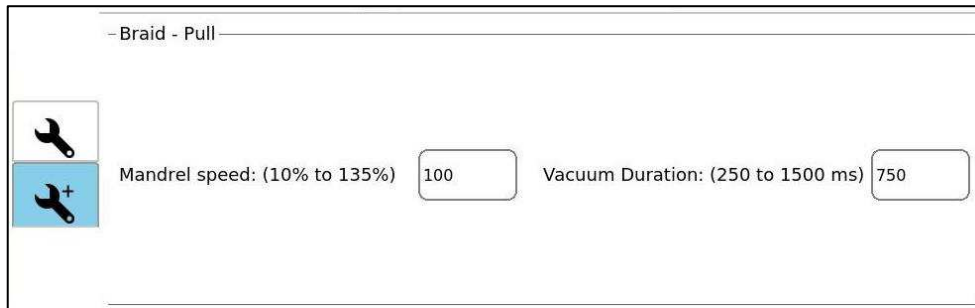 Braid - Pull
Mandrel speed: (10% to 135%) 100 Vacuum Duration: (250 to 1500 ms) 750